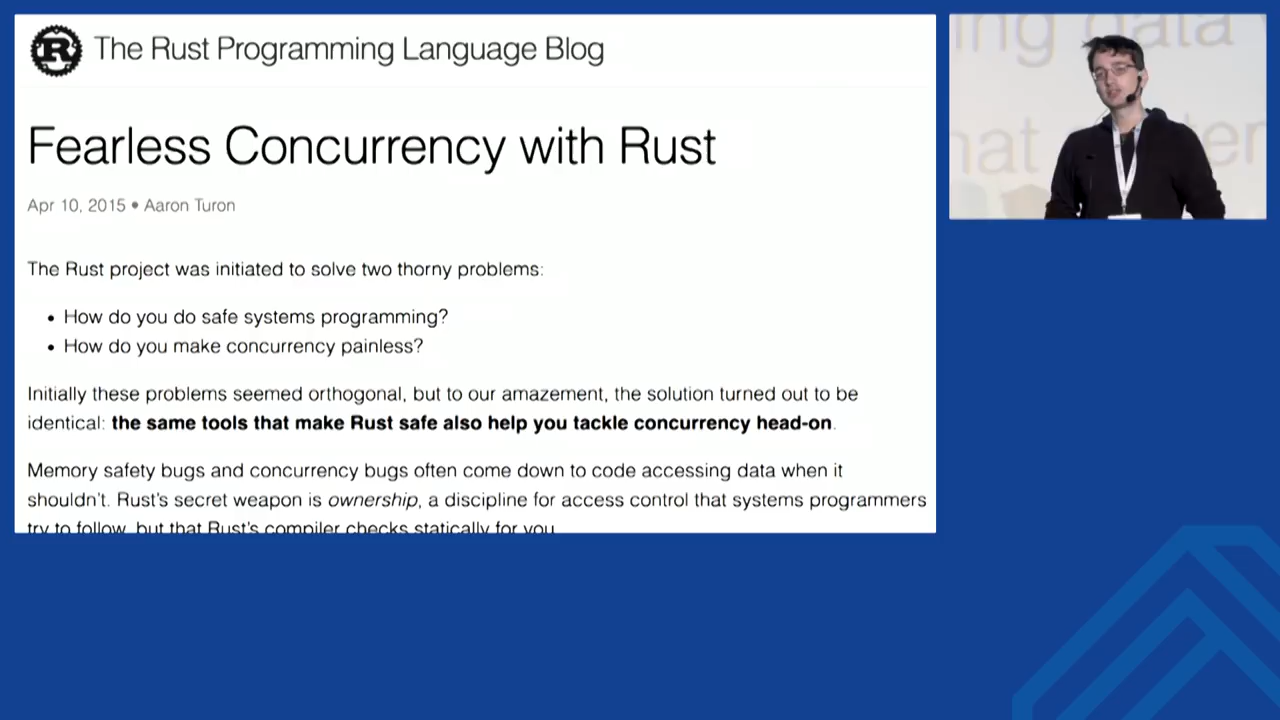 The Rust Programming Language Blog
Fearless Concurrency with Rust
Apr 10, 2015 • Aaron Turon
The Rust project was initiated to solve two thorny problems:
• How do you do safe systems programming?
• How do you make concurrency painless?
Initially these problems seemed orthogonal, but to our amazement, the solution turned out to be
identical: the same tools that make Rust safe also help you tackle concurrency head-on.
Memory safety bugs and concurrency bugs often come down to code accessing data when it
shouldn't. Rust's secret weapon is ownership, a discipline for access control that systems programmers
try to follow, but that Rust's compiler checks statically for you
data